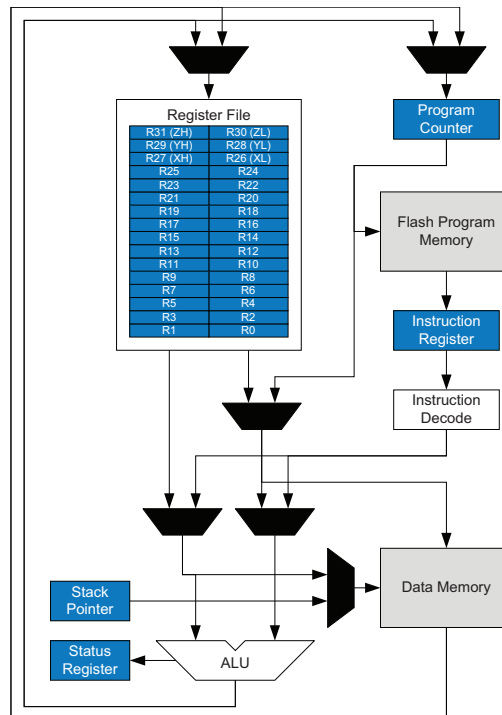 Register File
R31 (ZH) R30 (ZL)
R29 (YH) R28 (YL)
R27 (XH) R26 (XL)
R25 R24
R23 R22
R21 R20
R19 R18
R17 R16
R15 R14
R13 R12
R11 R10
R9 R8
R7 R6
R5 R4
R3 R2
R1 R0
Program
Counter
Flash Program
Memory
Instruction
Register
Instruction
Decode
Data Memory
Stack
Pointer
Status
Register
ALU